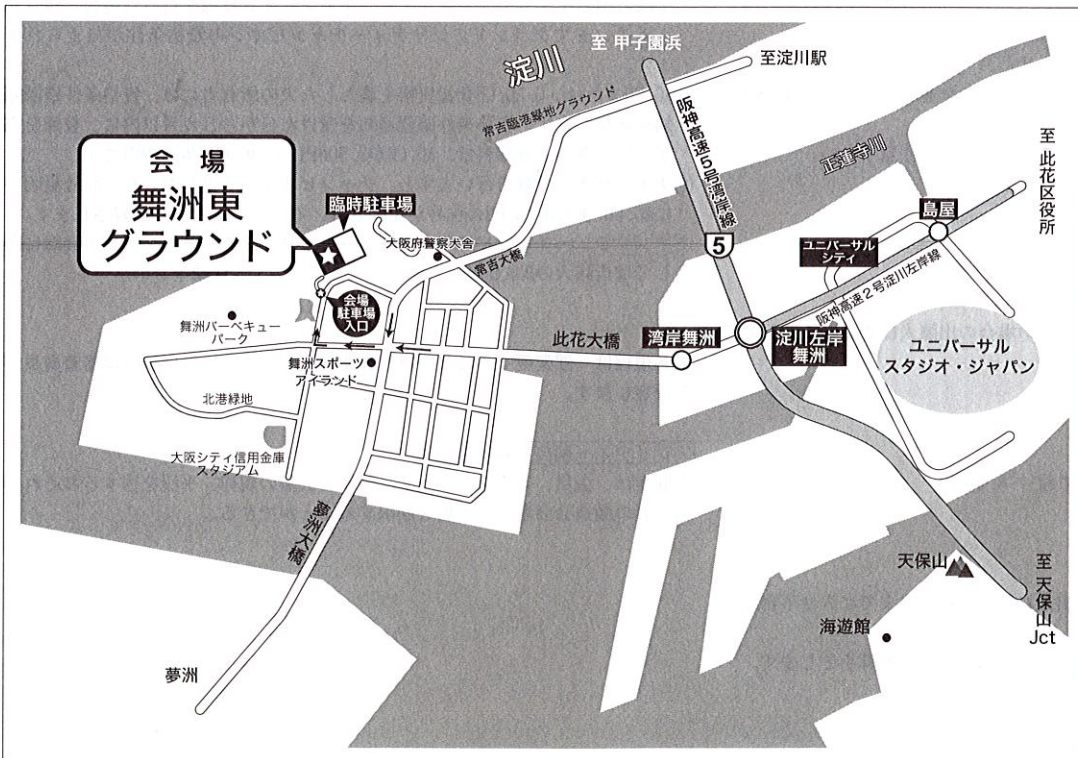 淀川
至 甲子園浜
至淀川駅
常吉臨港緑地グラウンド
阪神高速5号湾岸線
正蓮寺川
至 此花区役所
会場
舞洲東
グラウンド
臨時駐車場
大阪府警察犬舎
常吉大橋
5
ユニバーサル
シティ
島屋
阪神高速2号淀川左岸線
会場
駐車場
入口
舞洲バーベキュー
パーク
舞洲スポーツ
アイランド
此花大橋
湾岸舞洲
淀川左岸
舞洲
ユニバーサル
スタジオ・ジャパン
北港緑地
大阪シティ信用金庫
スタジアム
夢洲大橋
天保山
至 天保山
Jct
海遊館
夢洲